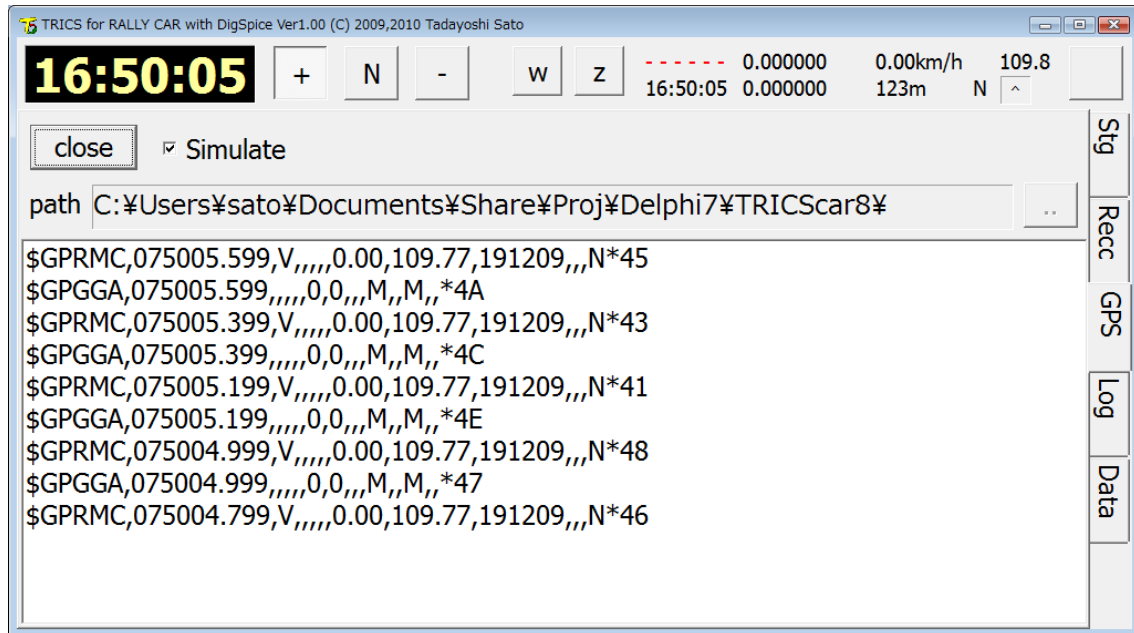 TRICS for RALLY CAR with DigSpice Ver1.00 (C) 2009,2010 Tadayoshi Sato
16:50:05 + N - w z - - - - - - 0.000000 0.00km/h 109.8
16:50:05 0.000000 123m N ^
close Simulate
path C:¥Users¥sato¥Documents¥Share¥Proj¥Delphi7¥TRICScar8¥ ..
$GPRMC,075005.599,V,,,,,0.00,109.77,191209,,,N*45
$GPGGA,075005.599,,,,,0,0,,,M,,M,,*4A
$GPRMC,075005.399,V,,,,,0.00,109.77,191209,,,N*43
$GPGGA,075005.399,,,,,0,0,,,M,,M,,*4C
$GPRMC,075005.199,V,,,,,0.00,109.77,191209,,,N*41
$GPGGA,075005.199,,,,,0,0,,,M,,M,,*4E
$GPRMC,075004.999,V,,,,,0.00,109.77,191209,,,N*48
$GPGGA,075004.999,,,,,0,0,,,M,,M,,*47
$GPRMC,075004.799,V,,,,,0.00,109.77,191209,,,N*46
Stg
Recc
GPS
Log
Data